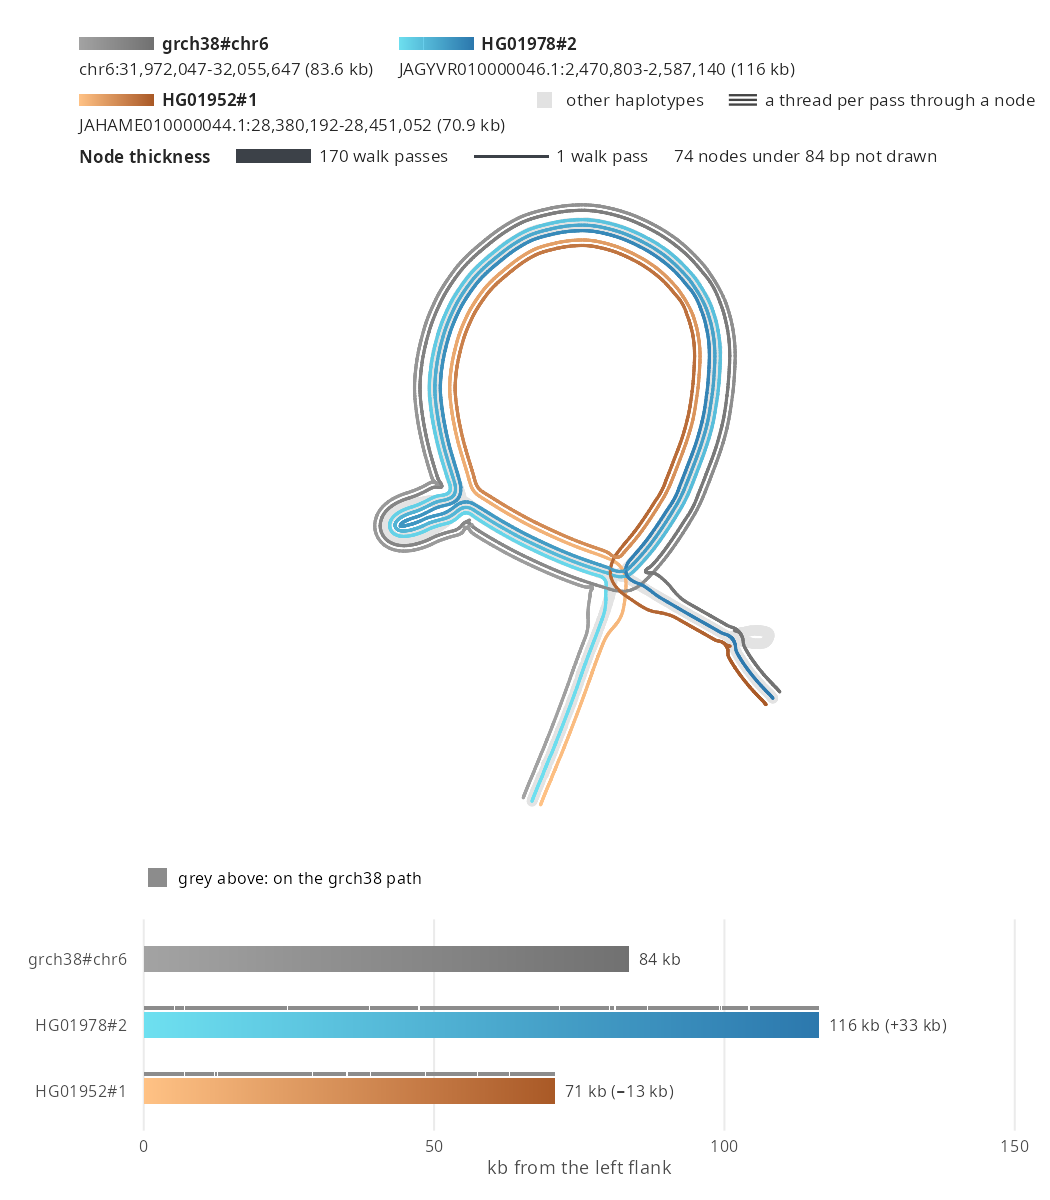 grch38#chr6
chr6:31,972,047-32,055,647 (83.6 kb)
HG01978#2
JAGYVR010000046.1:2,470,803-2,587,140 (116 kb)
HG01952#1
JAHAME010000044.1:28,380,192-28,451,052 (70.9 kb)
other haplotypes
a thread per pass through a node
Node thickness
170 walk passes
1 walk pass
74 nodes under 84 bp not drawn
grey above: on the grch38 path
grch38#chr6
84 kb
HG01978#2
116 kb (+33 kb)
HG01952#1
71 kb (−13 kb)
0
50
100
150
kb from the left flank